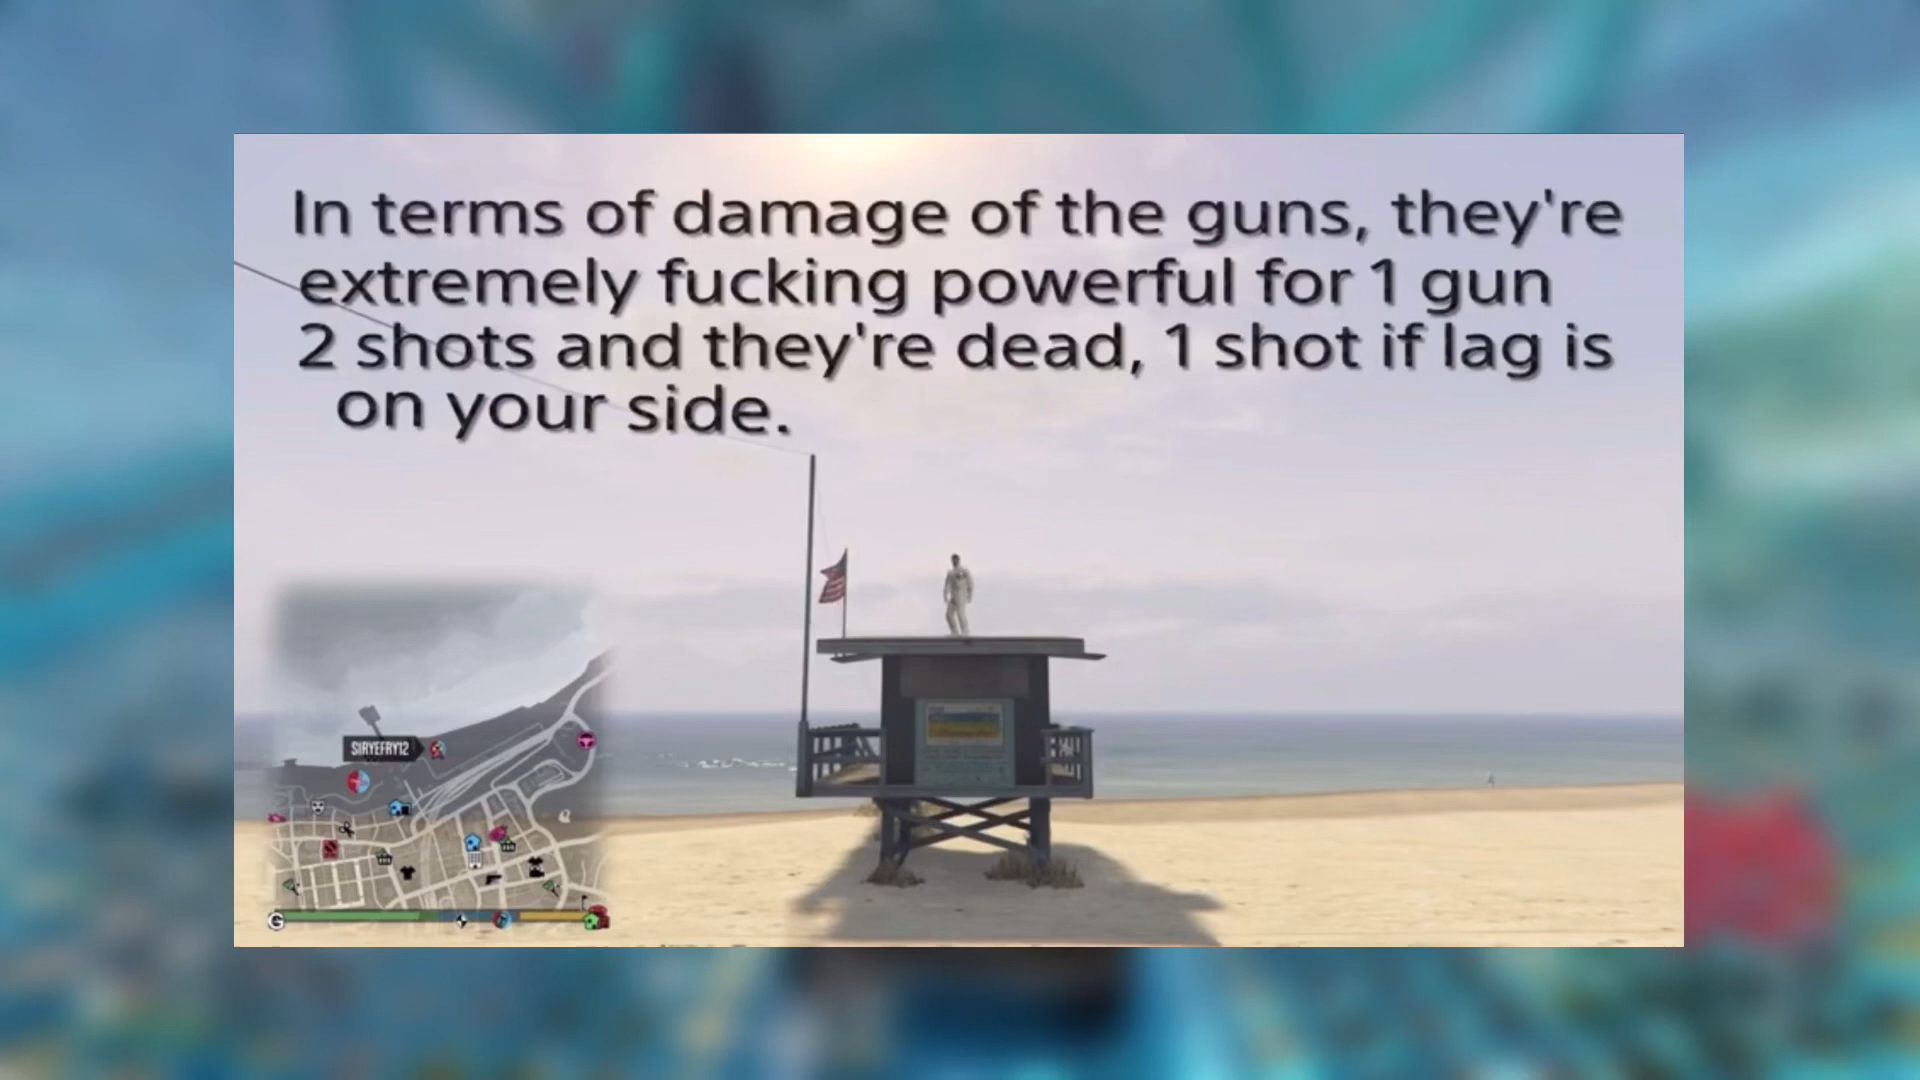 In terms of damage of the guns, they're
extremely fucking powerful for 1 gun
2 shots and they're dead, 1 shot if lag is
on your side.
SIRYEFRY12